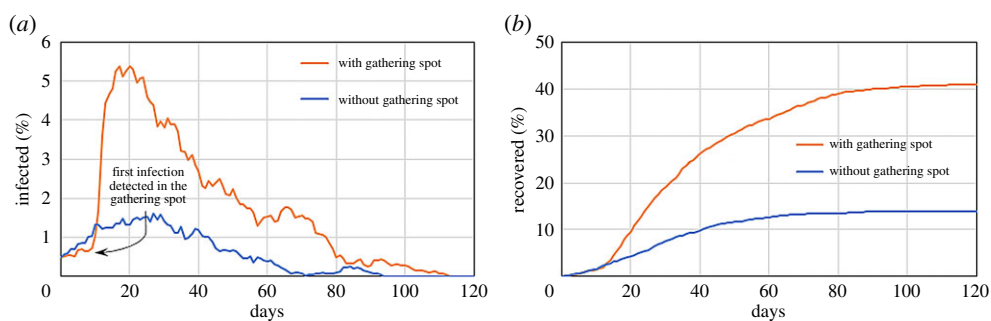 (a)
6
5
4
3
2
1
0
20
40
60
80
100
120
infected (%)
days
with gathering spot
without gathering spot
first infection
detected in the
gathering spot
(b)
50
40
30
20
10
0
20
40
60
80
100
120
recovered (%)
days
with gathering spot
without gathering spot